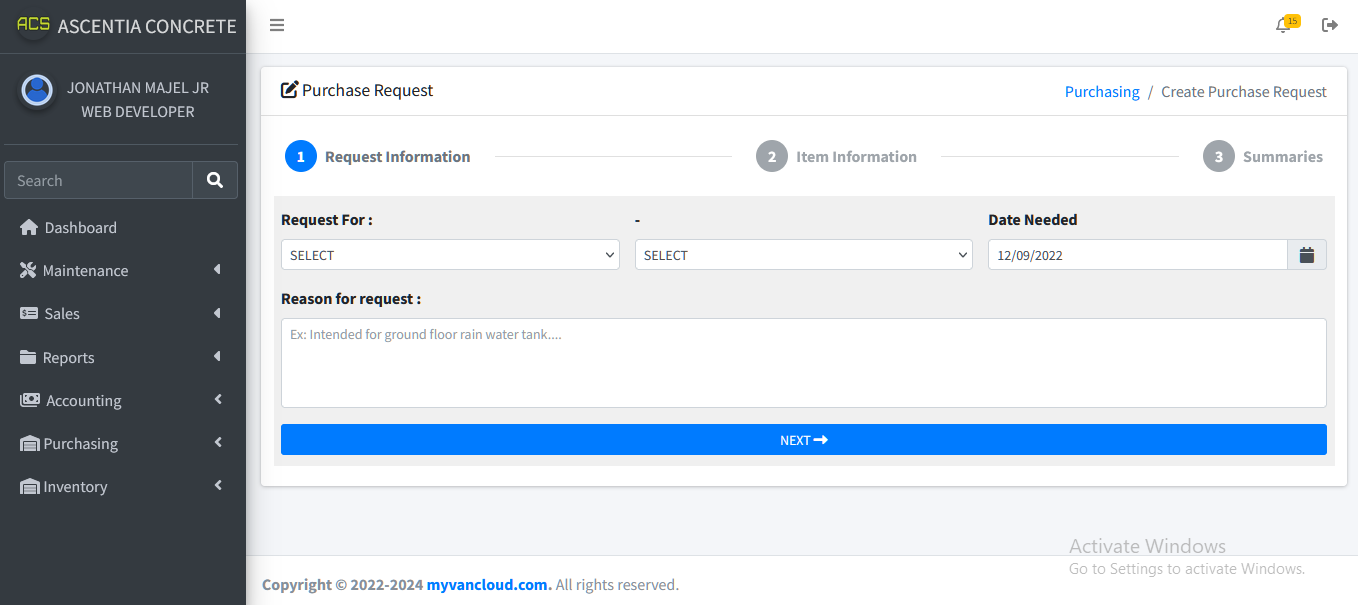 ACS ASCENTIA CONCRETE
15
JONATHAN MAJEL JR
WEB DEVELOPER
Search
Dashboard
Maintenance
Sales
Reports
Accounting
Purchasing
Inventory
Purchase Request
Purchasing / Create Purchase Request
1 Request Information
2 Item Information
3 Summaries
Request For :
-
Date Needed
SELECT
SELECT
12/09/2022
Reason for request :
Ex: Intended for ground floor rain water tank....
NEXT
Activate Windows
Go to Settings to activate Windows.
Copyright © 2022-2024 myvancloud.com. All rights reserved.